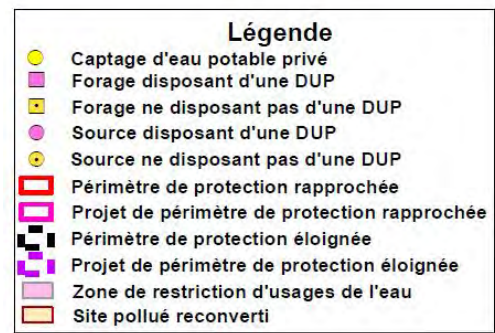 Légende
Captage d'eau potable privé
Forage disposant d'une DUP
Forage ne disposant pas d'une DUP
Source disposant d'une DUP
Source ne disposant pas d'une DUP
Périmètre de protection rapprochée
Projet de périmètre de protection rapprochée
Périmètre de protection éloignée
Projet de périmètre de protection éloignée
Zone de restriction d'usages de l'eau
Site pollué reconverti